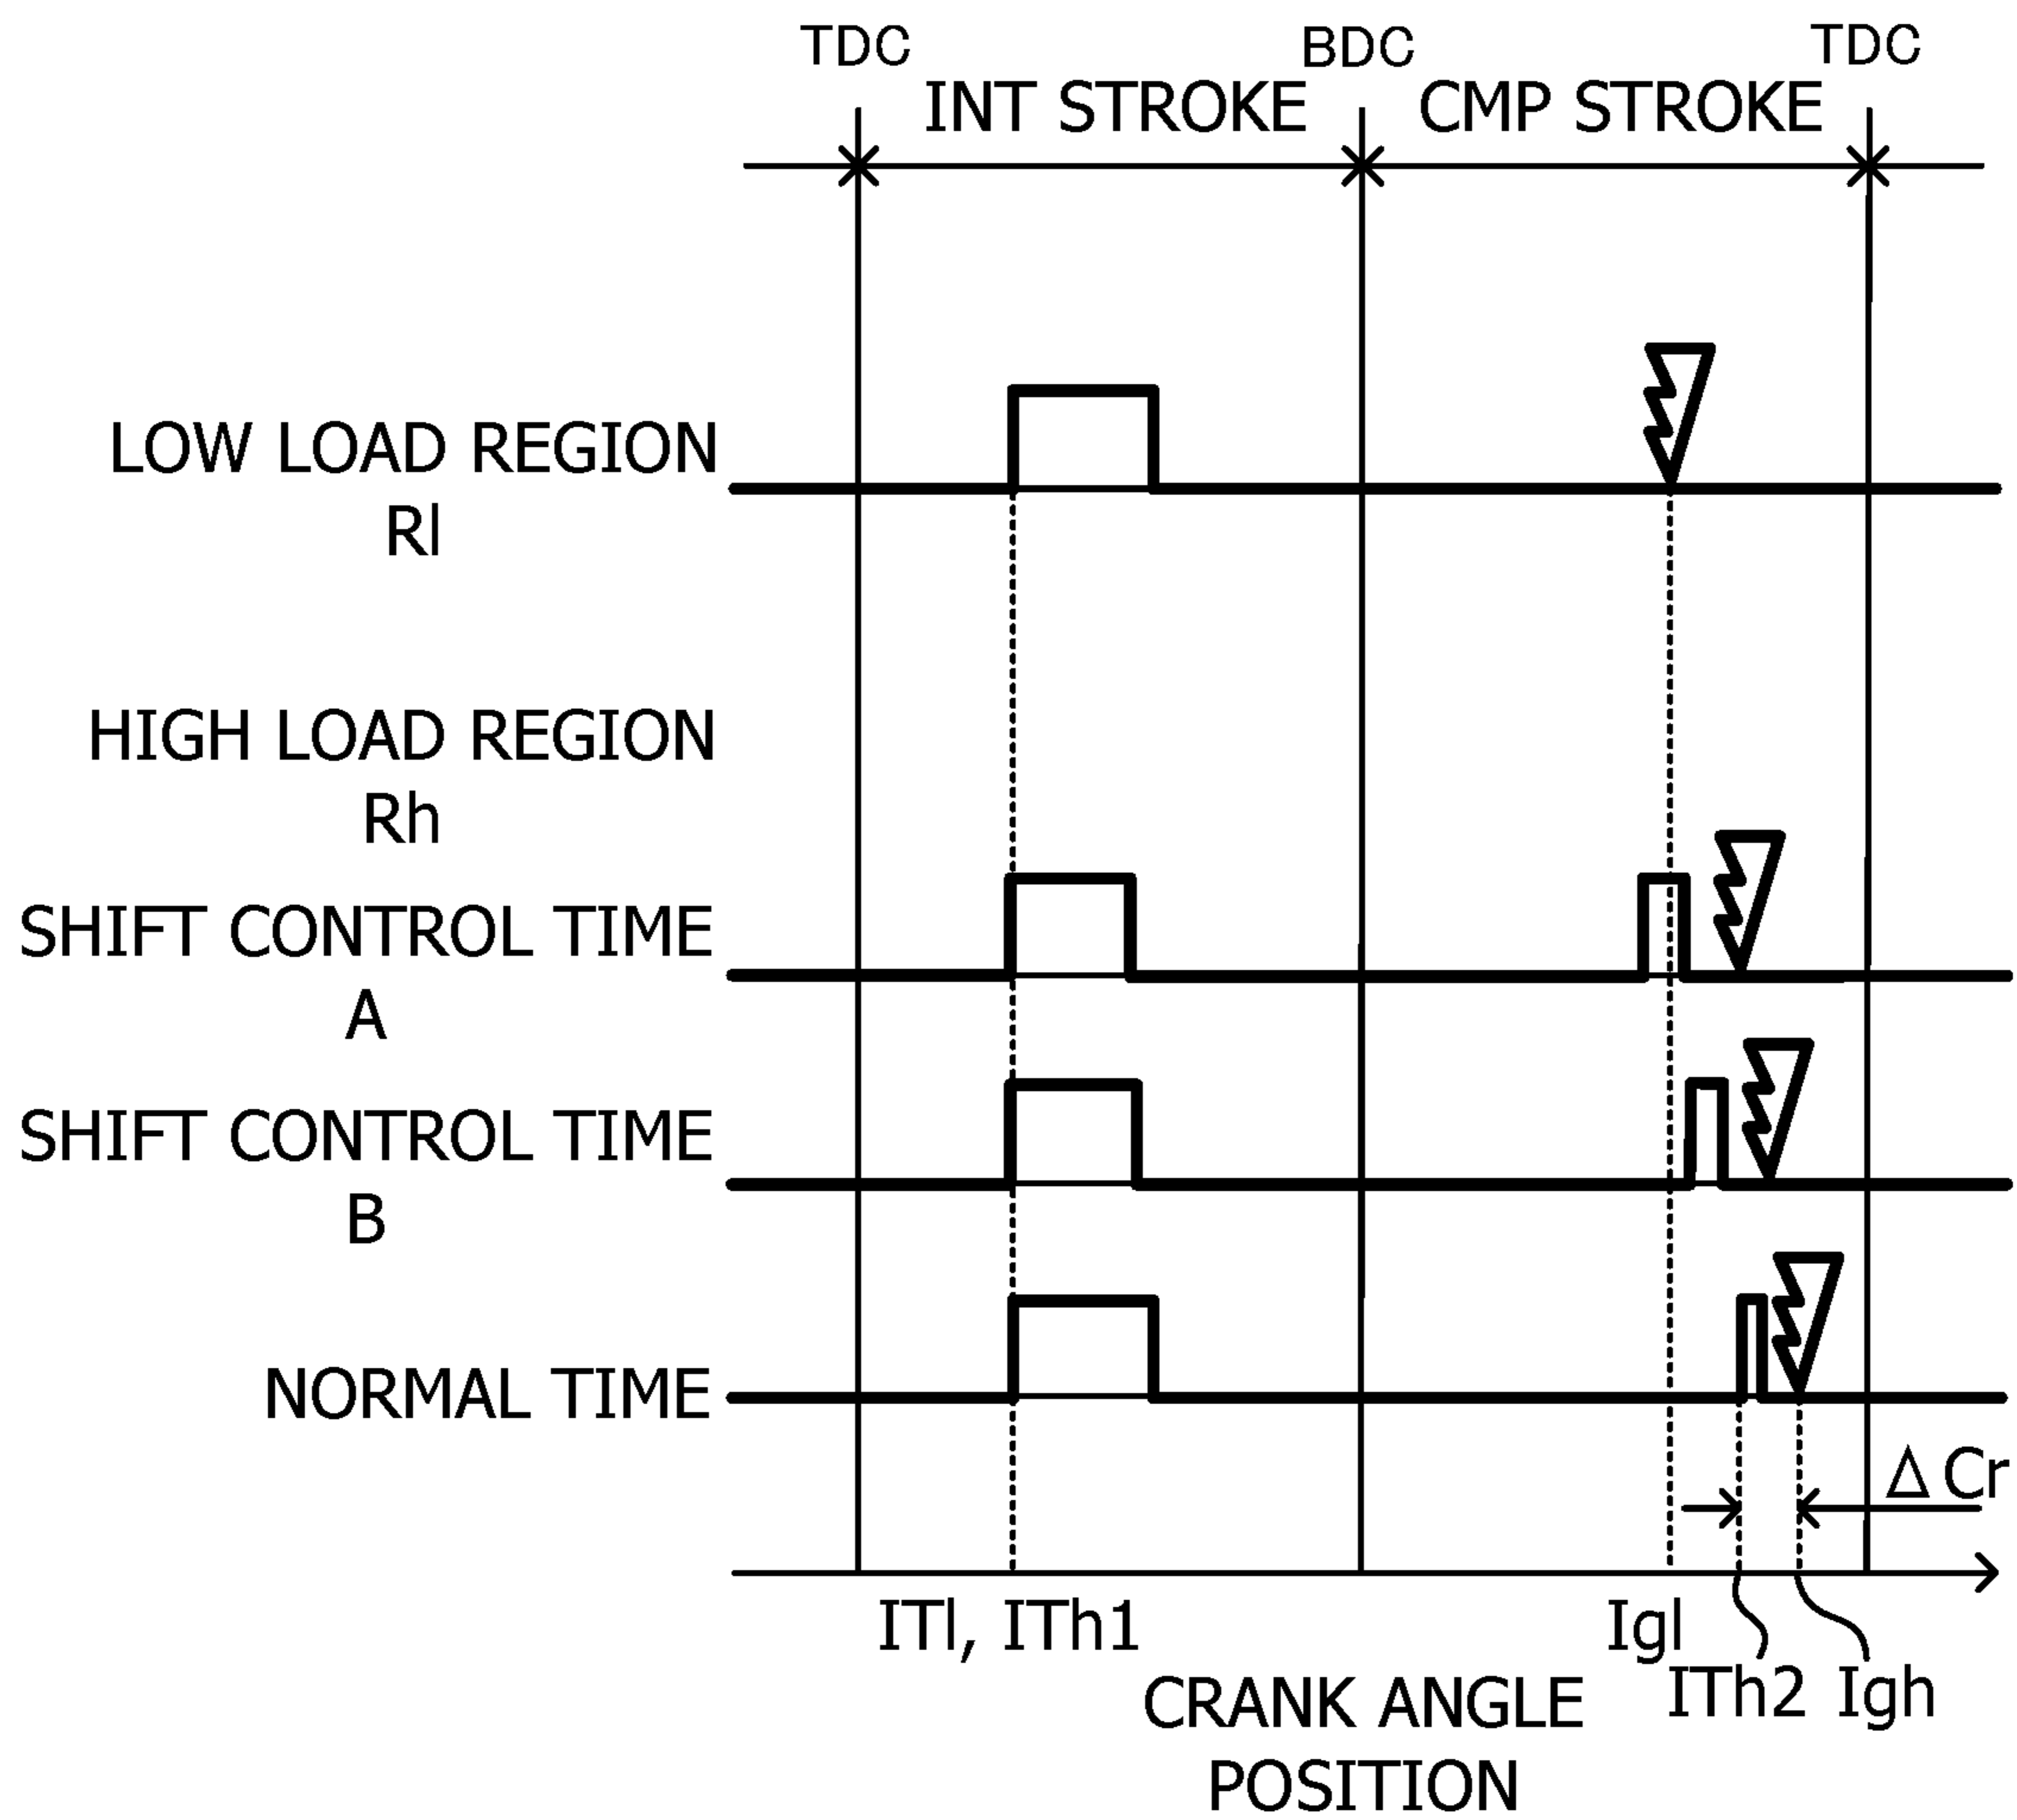 TDC BDC TDC
INT STROKE CMP STROKE
LOW LOAD REGION
Rl
HIGH LOAD REGION
Rh
SHIFT CONTROL TIME
A
SHIFT CONTROL TIME
B
NORMAL TIME
Δ Cr
ITl, ITh1 Igl
ITh2 Igh
CRANK ANGLE
POSITION